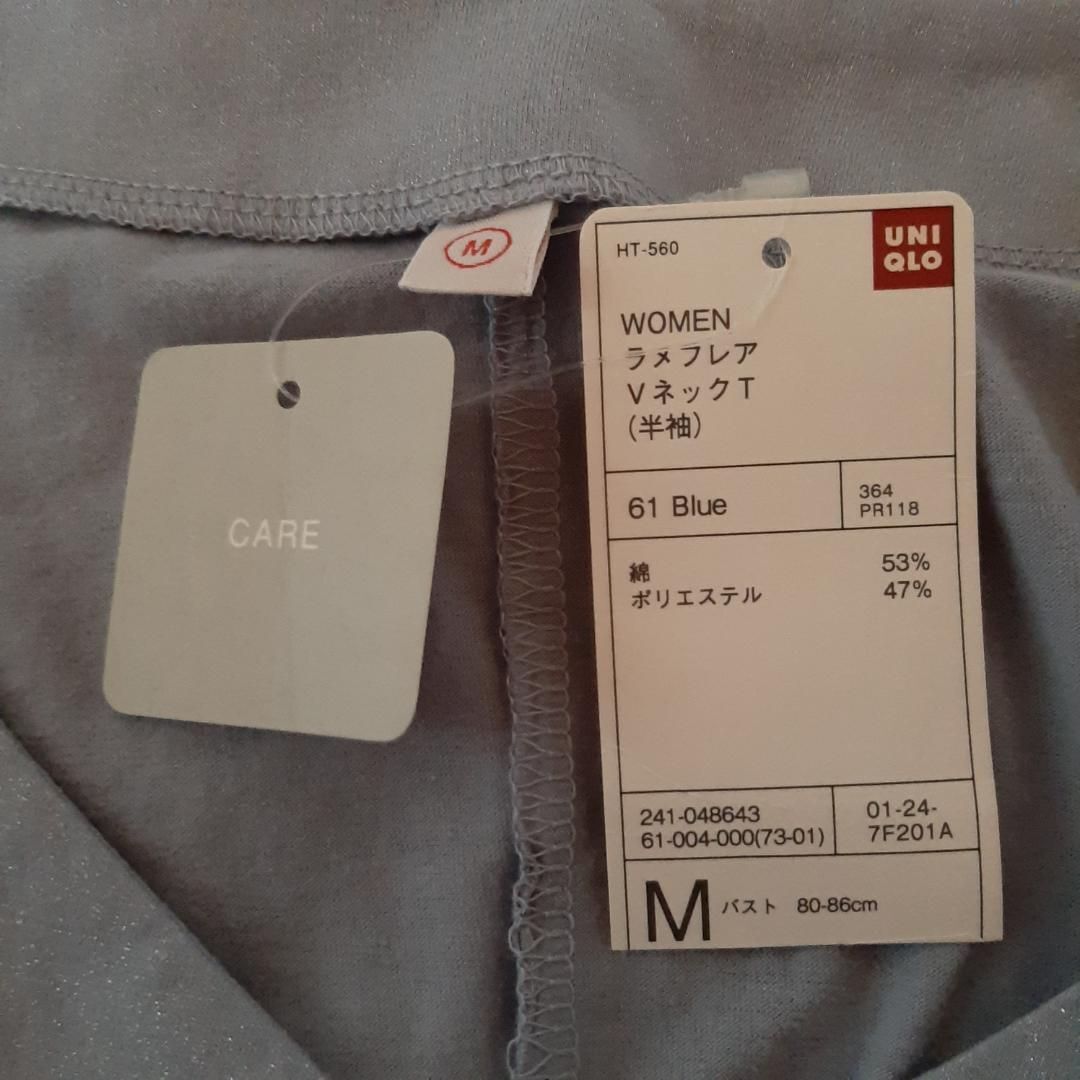 M
CARE
HT-560
UNI
QLO
WOMEN
ラメフレア
VネックT
(半袖)
61 Blue
364
PR118
綿 53%
ポリエステル 47%
241-048643
61-004-000(73-01)
01-24-
7F201A
M バスト 80-86cm